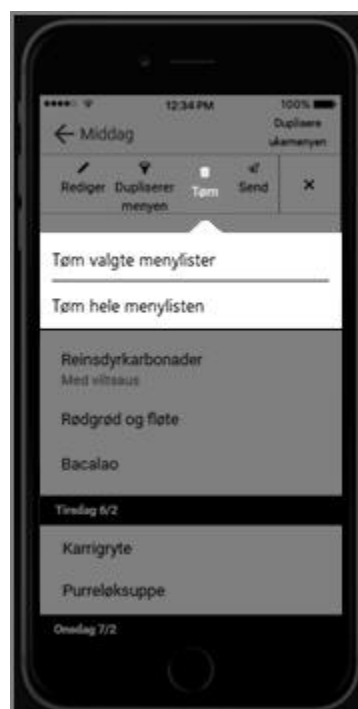 12:34 PM
100%
Middag
Duplisere
ukemenyen
Rediger
Dupliserer
menyen
Tøm
Send
Tøm valgte menylister
Tøm hele menylisten
Reinsdyrkarbonader
Med viltsaus
Rødgrød og fløte
Bacalao
Tirsdag 6/2
Karrigryte
Purreløksuppe
Onsdag 7/2